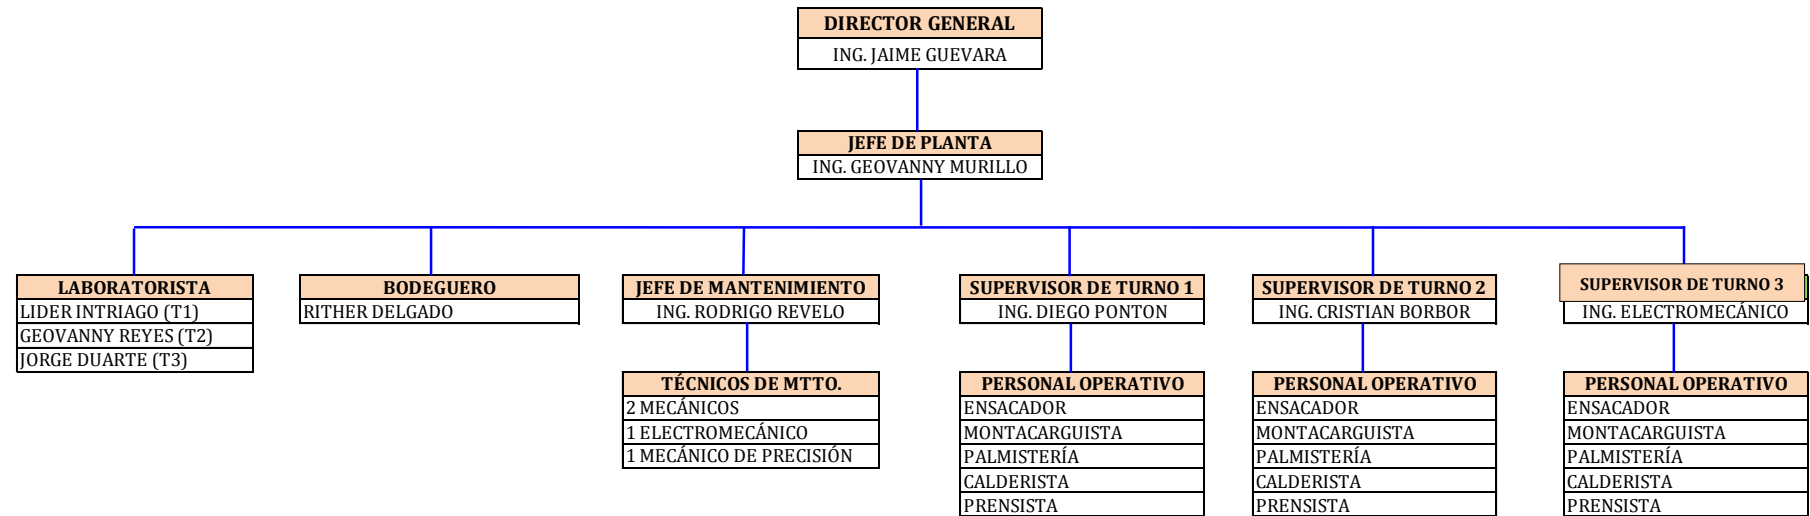 DIRECTOR GENERAL
ING. JAIME GUEVARA
JEFE DE PLANTA
ING. GEOVANNY MURILLO
LABORATORISTA
LIDER INTRIAGO (T1)
GEOVANNY REYES (T2)
JORGE DUARTE (T3)
BODEGUERO
RITHER DELGADO
JEFE DE MANTENIMIENTO
ING. RODRIGO REVELO
TÉCNICOS DE MTTO.
2 MECÁNICOS
1 ELECTROMECÁNICO
1 MECÁNICO DE PRECISIÓN
SUPERVISOR DE TURNO 1
ING. DIEGO PONTON
PERSONAL OPERATIVO
ENSACADOR
MONTACARGUISTA
PALMISTERÍA
CALDERISTA
PRENSISTA
SUPERVISOR DE TURNO 2
ING. CRISTIAN BORBOR
PERSONAL OPERATIVO
ENSACADOR
MONTACARGUISTA
PALMISTERÍA
CALDERISTA
PRENSISTA
SUPERVISOR DE TURNO 3
ING. ELECTROMECÁNICO
PERSONAL OPERATIVO
ENSACADOR
MONTACARGUISTA
PALMISTERÍA
CALDERISTA
PRENSISTA